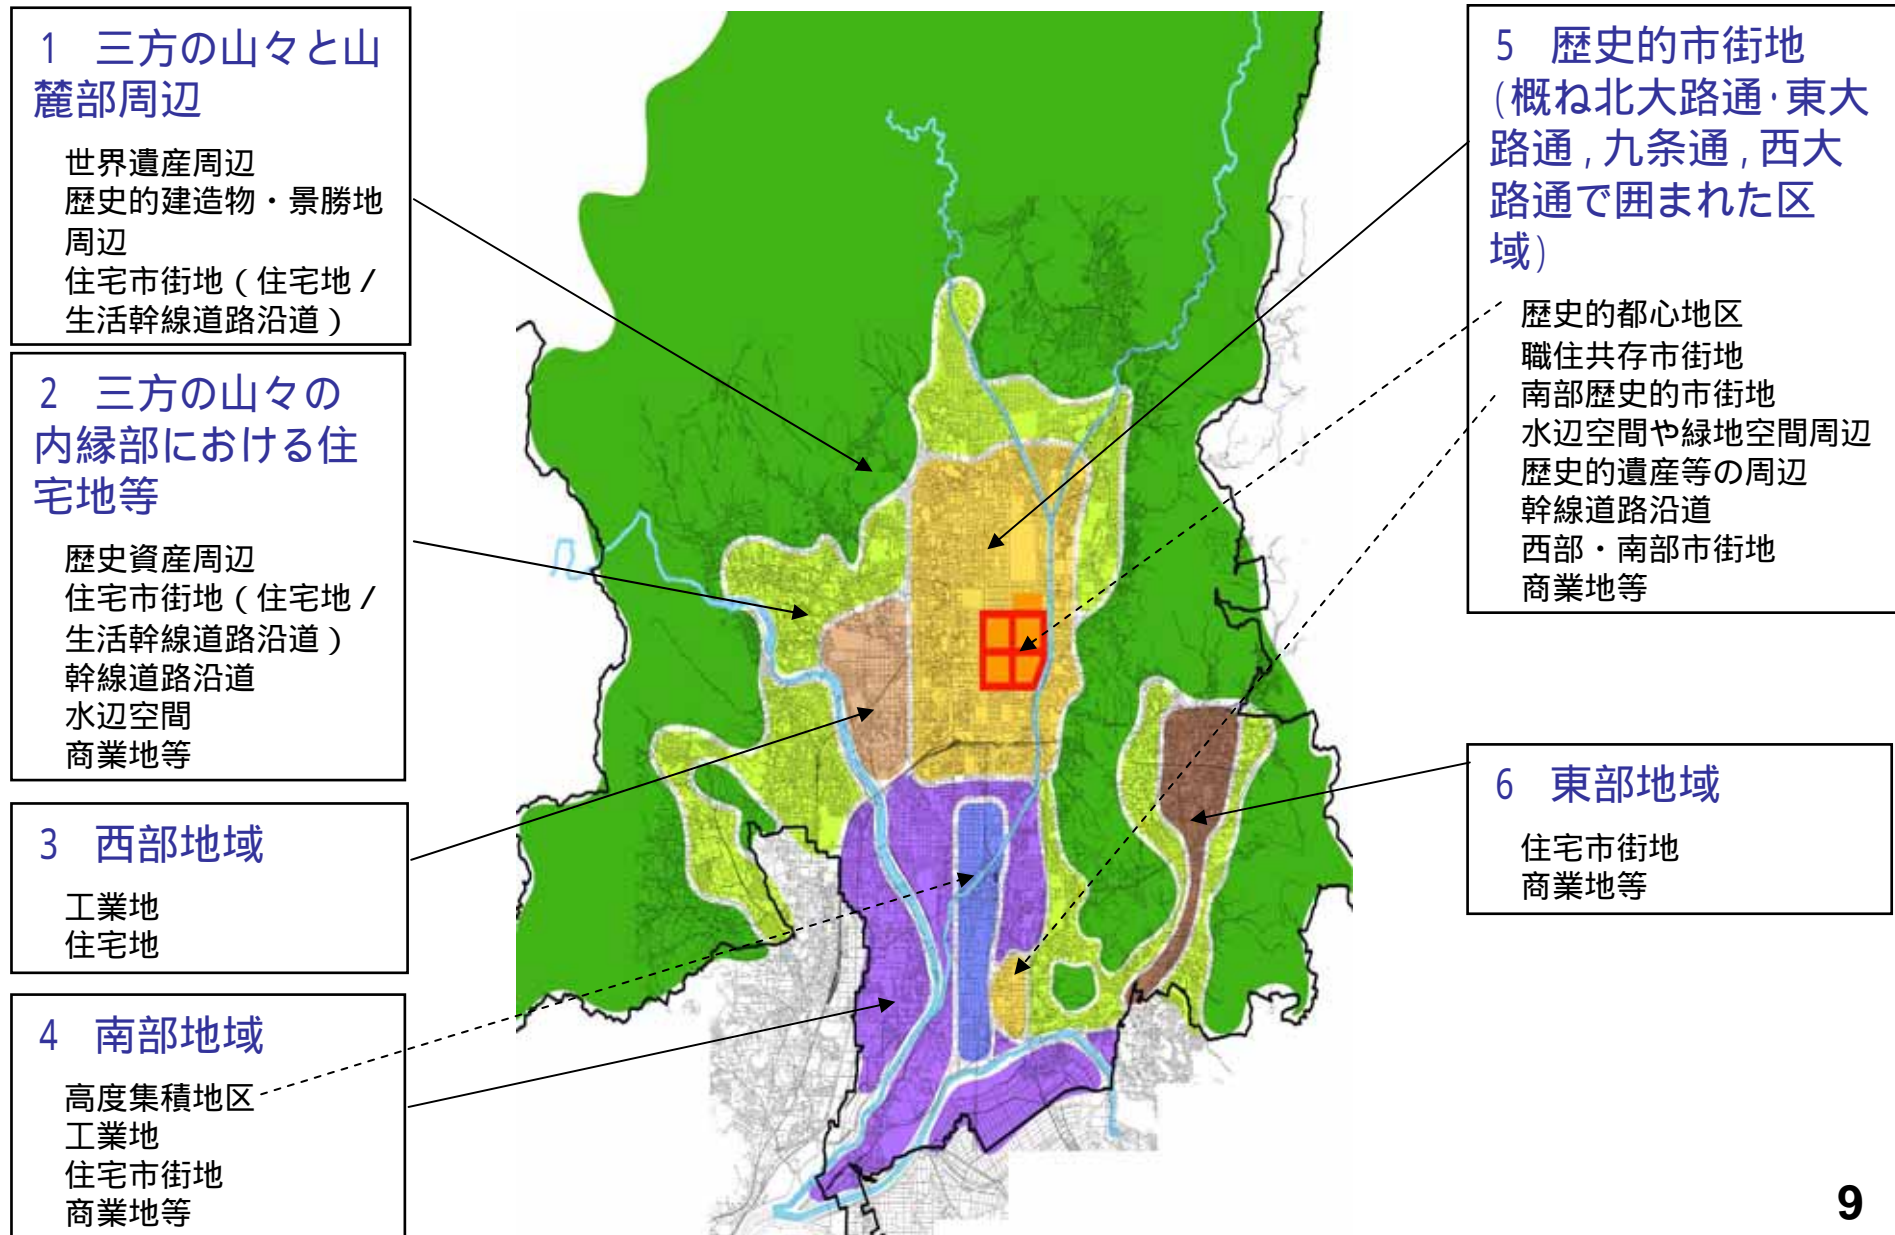 1 三方の山々と山
麓部周辺
世界遺産周辺
歴史的建造物・景勝地
周辺
住宅市街地（住宅地／
生活幹線道路沿道）
2 三方の山々の
内縁部における住
宅地等
歴史資産周辺
住宅市街地（住宅地／
生活幹線道路沿道）
幹線道路沿道
水辺空間
商業地等
3 西部地域
工業地
住宅地
4 南部地域
高度集積地区
工業地
住宅市街地
商業地等
5 歴史的市街地
(概ね北大路通・東大
路通,九条通,西大
路通で囲まれた区
域)
歴史的都心地区
職住共存市街地
南部歴史的市街地
水辺空間や緑地空間周辺
歴史的遺産等の周辺
幹線道路沿道
西部・南部市街地
商業地等
6 東部地域
住宅市街地
商業地等
9